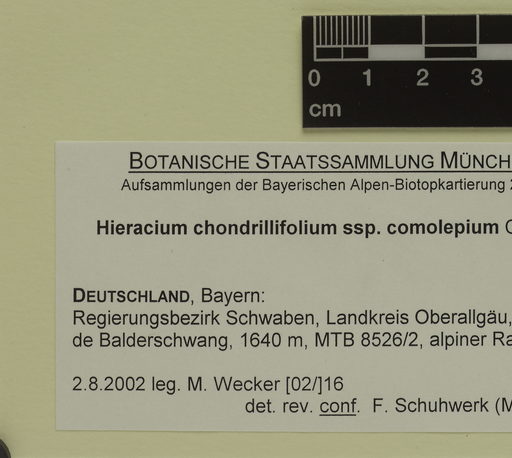 0 1 2 3
cm
BOTANISCHE STAATSSAMMLUNG MÜNCH
Aufsammlungen der Bayerischen Alpen-Biotopkartierung 2
Hieracium chondrillifolium ssp. comolepium
DEUTSCHLAND, Bayern:
Regierungsbezirk Schwaben, Landkreis Oberallgäu,
de Balderschwang, 1640 m, MTB 8526/2, alpiner Ra
2.8.2002 leg. M. Wecker [02/]16
det. rev. conf. F. Schuhwerk (M